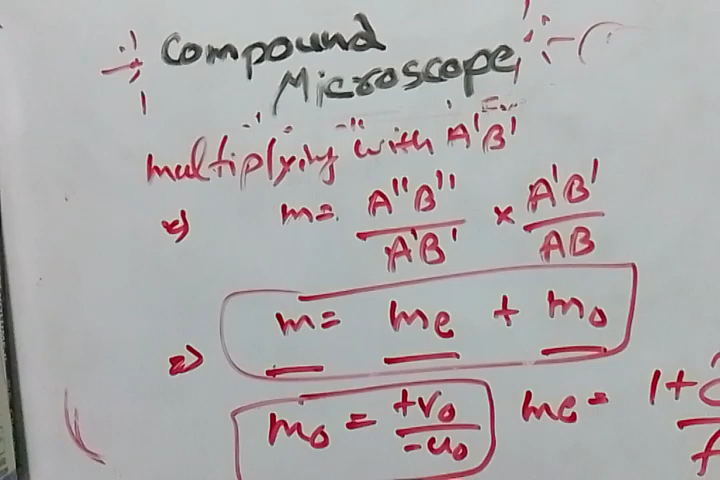 Compound
Microscope
multiplying with A'B'
m = A''B''/A'B' × A'B'/AB
=> m = me + mo
mo = +vo/-uo me = 1+